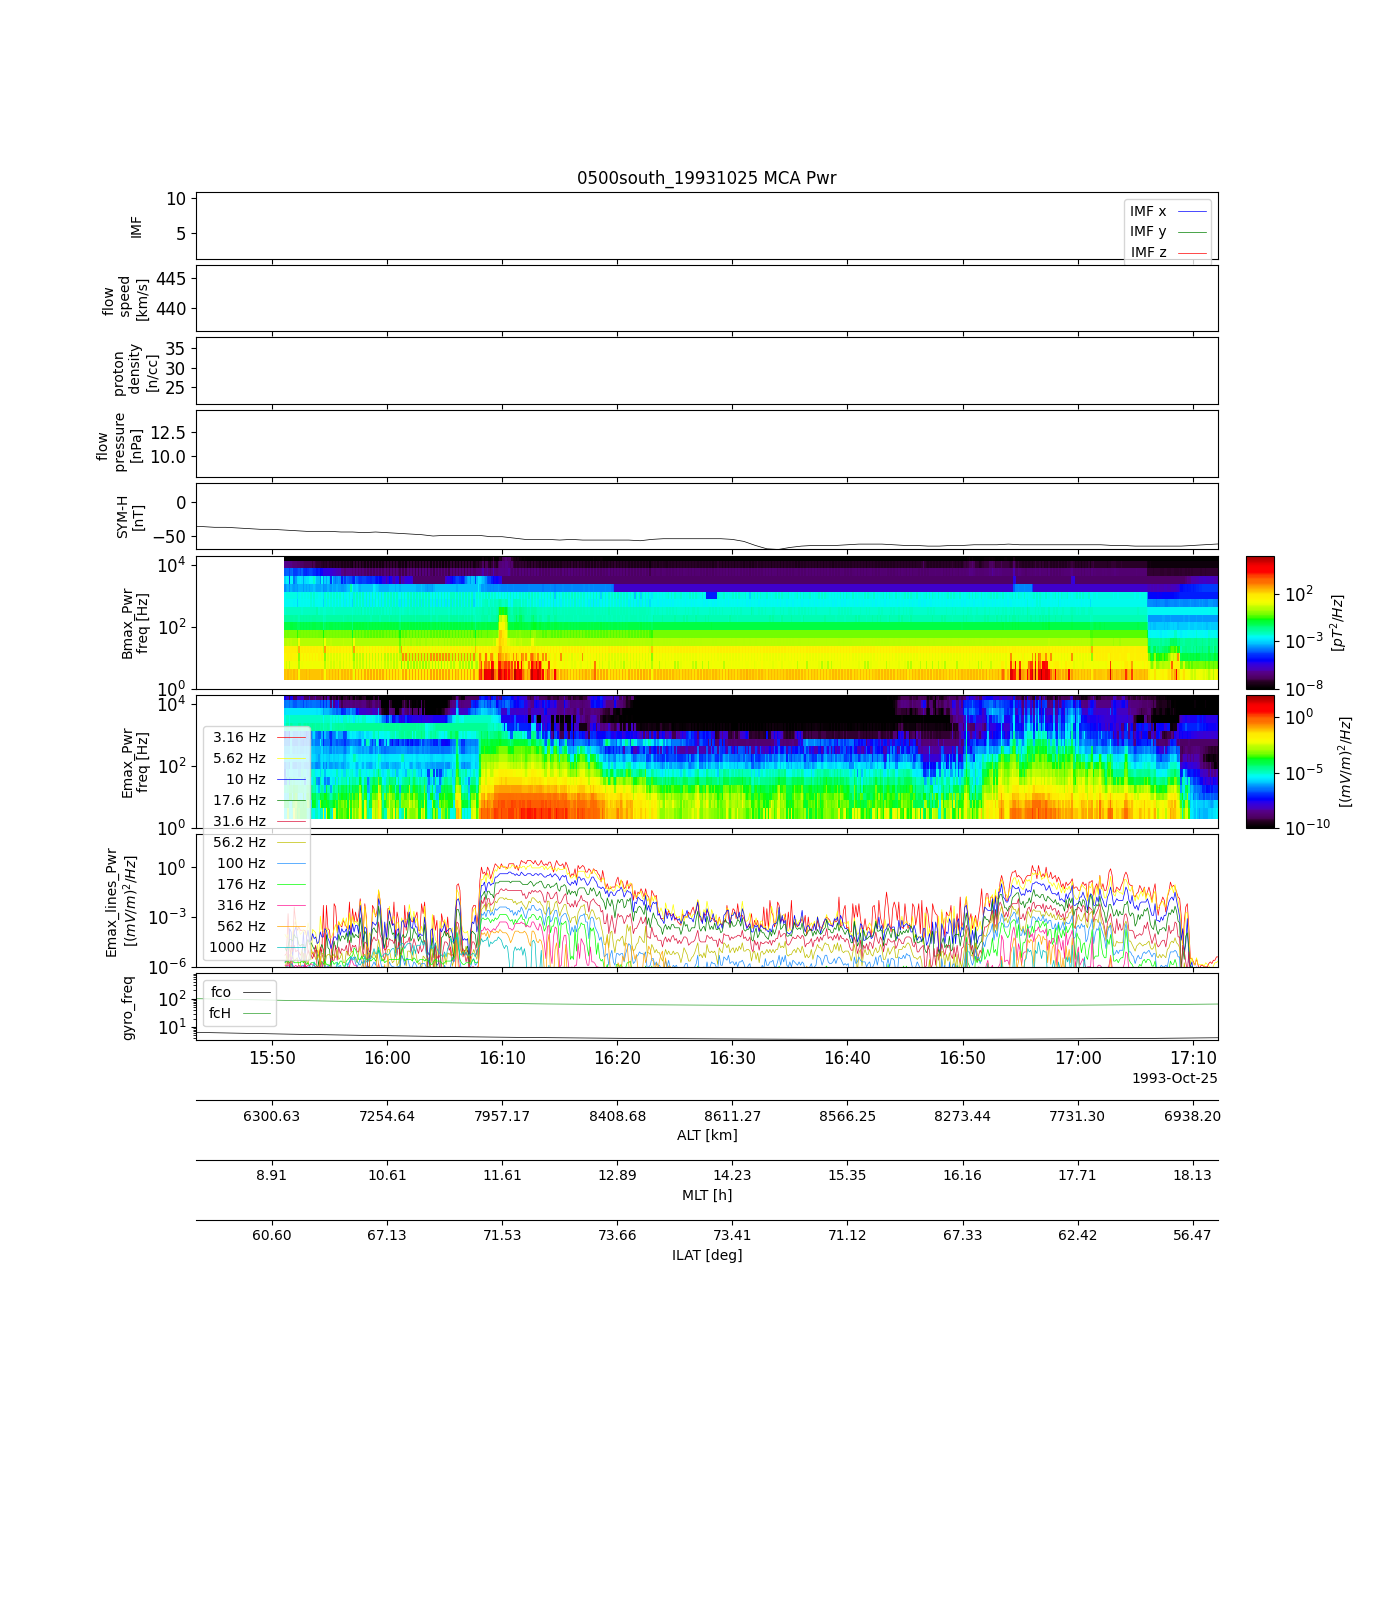 0500south_19931025 MCA Pwr
IMF
10
5
IMF x
IMF y
IMF z
flow
speed
[km/s]
445
440
proton
density
[n/cc]
35
30
25
flow
pressure
[nPa]
12.5
10.0
SYM-H
[nT]
0
−50
Bmax_Pwr
freq [Hz]
10^4
10^2
10^0
10^2
10^−3
10^−8
[pT^2/Hz]
Emax_Pwr
freq [Hz]
10^4
10^2
10^0
10^0
10^−5
10^−10
[(mV/m)^2/Hz]
3.16 Hz
5.62 Hz
10 Hz
17.6 Hz
31.6 Hz
56.2 Hz
100 Hz
176 Hz
316 Hz
562 Hz
1000 Hz
Emax_lines_Pwr
[(mV/m)^2/Hz]
10^0
10^−3
10^−6
gyro_freq
10^2
10^1
fco
fcH
15:50 16:00 16:10 16:20 16:30 16:40 16:50 17:00 17:10
1993-Oct-25
6300.63 7254.64 7957.17 8408.68 8611.27 8566.25 8273.44 7731.30 6938.20
ALT [km]
8.91 10.61 11.61 12.89 14.23 15.35 16.16 17.71 18.13
MLT [h]
60.60 67.13 71.53 73.66 73.41 71.12 67.33 62.42 56.47
ILAT [deg]